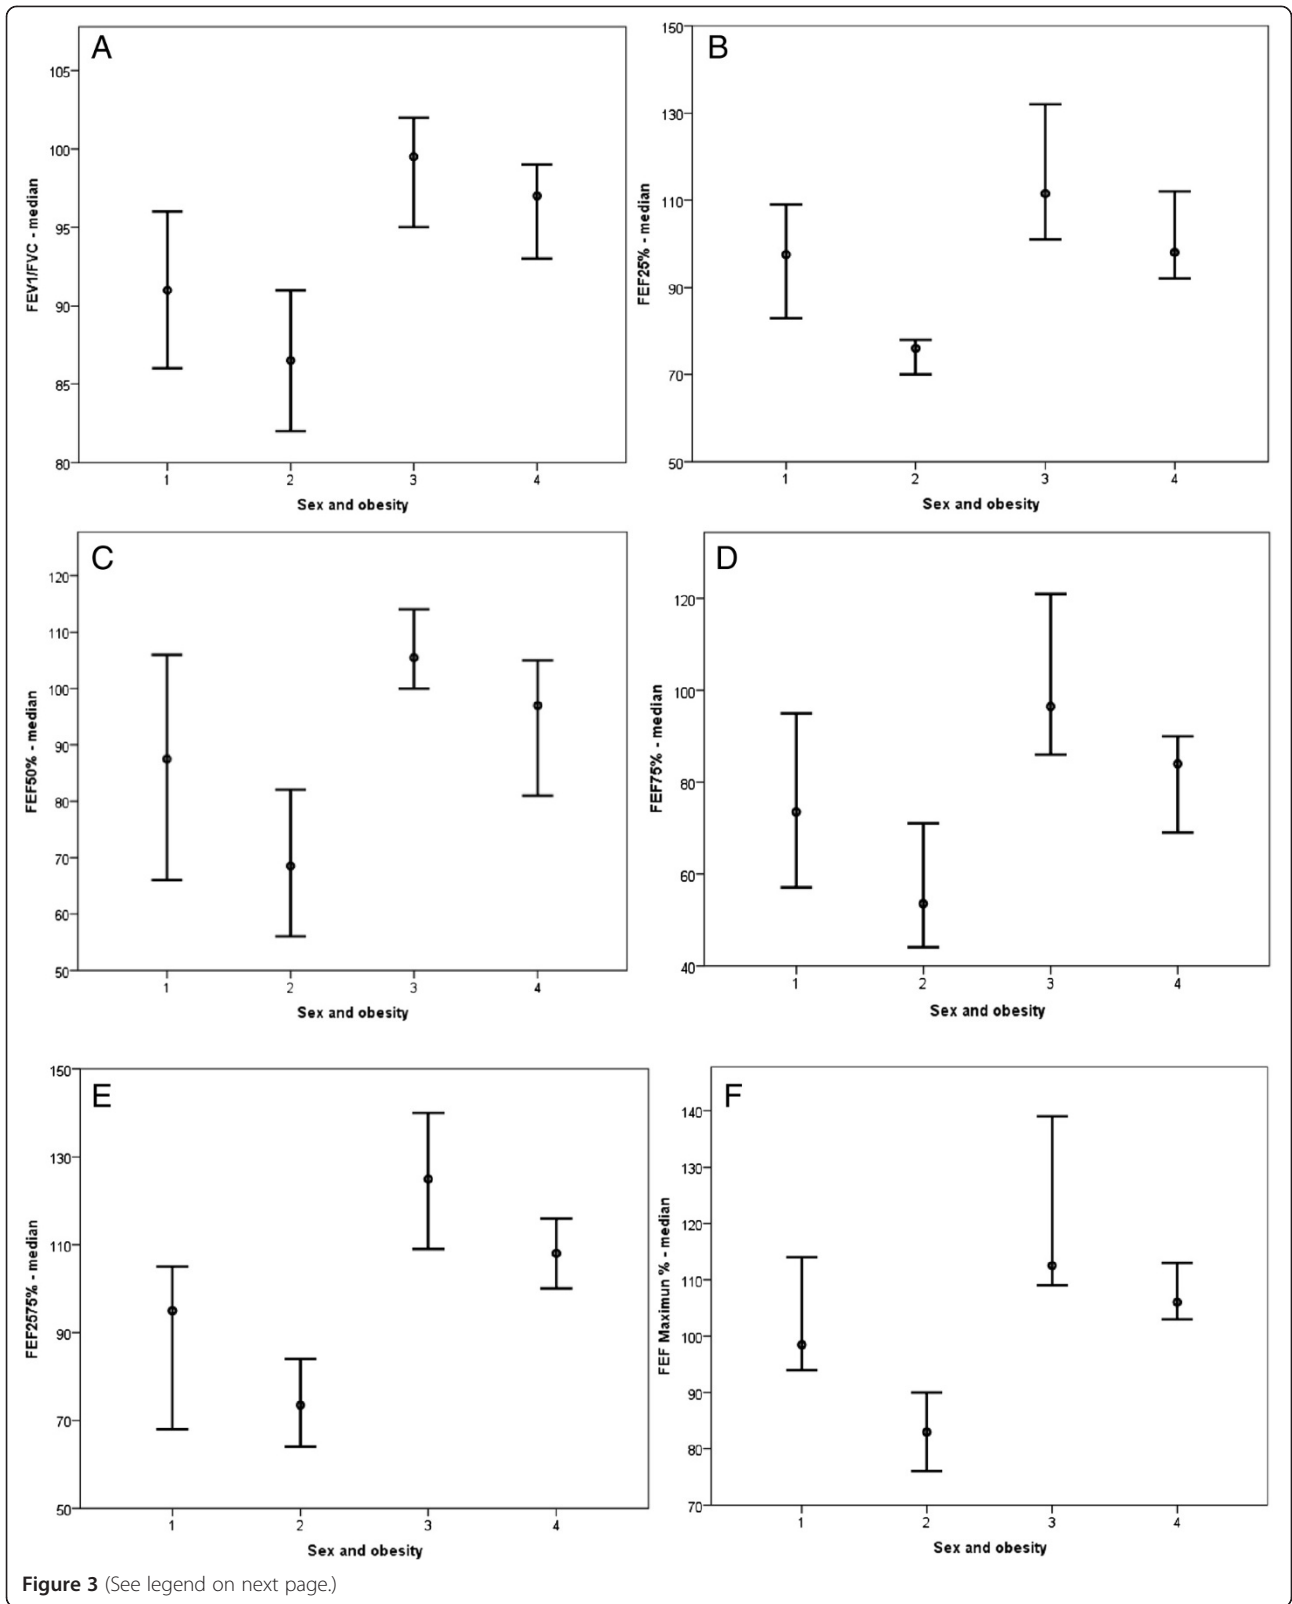 A
FEV1/FVC - median
105
100
95
90
85
80
1 2 3 4
Sex and obesity
B
FEF25% - median
150
130
110
90
70
50
1 2 3 4
Sex and obesity
C
FEF50% - median
120
110
100
90
80
70
60
50
1 2 3 4
Sex and obesity
D
FEF75% - median
120
100
80
60
40
1 2 3 4
Sex and obesity
E
FEF2575% - median
150
130
110
90
70
50
1 2 3 4
Sex and obesity
F
FEF Maximun % - median
140
130
120
110
100
90
80
70
1 2 3 4
Sex and obesity
Figure 3 (See legend on next page.)